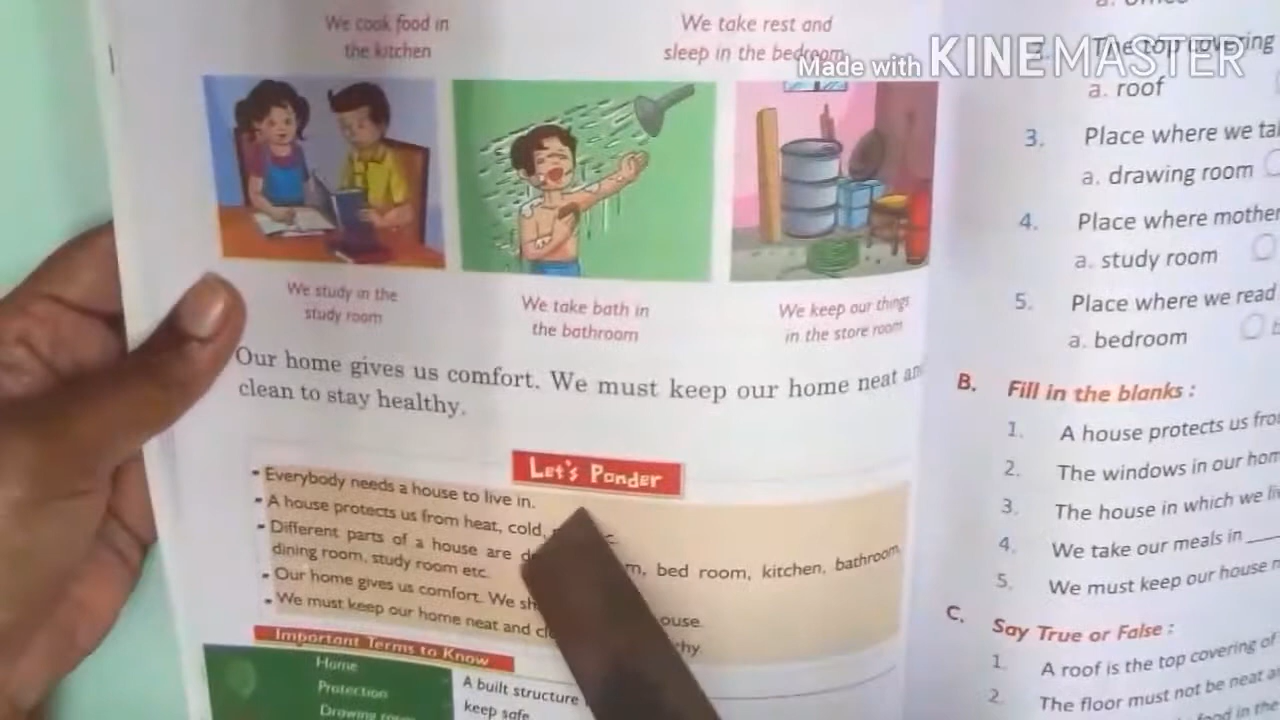 We cook food in
the kitchen
We take rest and
sleep in the bedroom
Made with KINEMASTER
We study in the
study room
We take bath in
the bathroom
We keep our things
in the store room
Our home gives us comfort. We must keep our home neat
clean to stay healthy.
Let's Ponder
• Everybody needs a house to live in.
• A house protects us from heat, cold,
• Different parts of a house are
bed room, kitchen, bathroom,
dining room, study room etc.
• Our home gives us comfort. We
• We must keep our home neat and
Important Terms to Know
Home
Protection
Drawing
A built structure
keep safe
The top covering
a. roof
3. Place where we
a. drawing room
4. Place where mother
a. study room
5. Place where we read
a. bedroom
B. Fill in the blanks :
1. A house protects us
2. The windows in our
3. The house in which we
4. We take our meals in ____
5. We must keep our house
C. Say True or False :
1. A roof is the top covering of
2. The floor must not be neat
in the